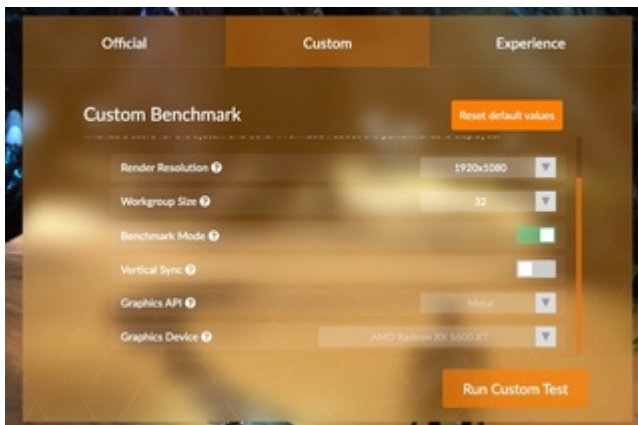 Official Custom Experience
Custom Benchmark
Reset default values
Render Resolution
1920x1080
Workgroup Size
32
Benchmark Mode
Vertical Sync
Graphics API
Metal
Graphics Device
AMD Radeon RX 5600 XT
Run Custom Test